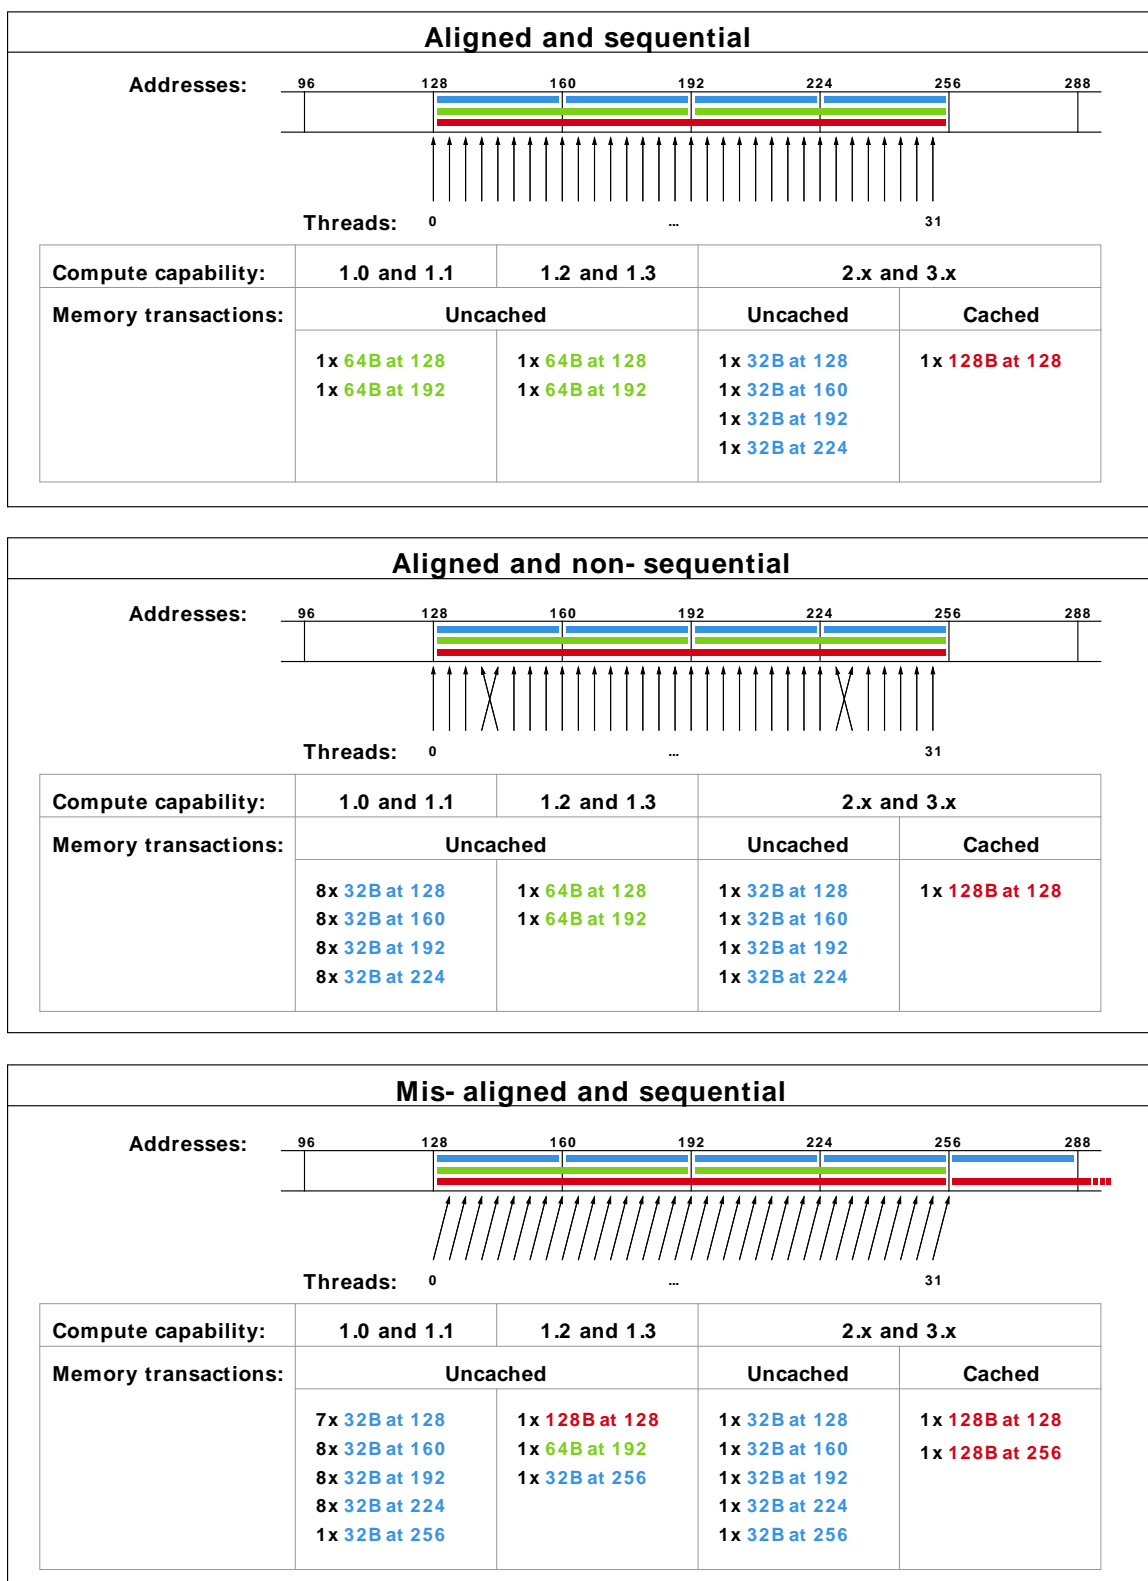 Aligned and sequential
Addresses: 96 128 160 192 224 256 288
Threads: 0 ... 31
Compute capability: 1.0 and 1.1 1.2 and 1.3 2.x and 3.x
Memory transactions: Uncached Uncached Cached
1x 64B at 128 1x 64B at 128 1x 32B at 128 1x 128B at 128
1x 64B at 192 1x 64B at 192 1x 32B at 160
1x 32B at 192
1x 32B at 224
Aligned and non- sequential
Addresses: 96 128 160 192 224 256 288
Threads: 0 ... 31
Compute capability: 1.0 and 1.1 1.2 and 1.3 2.x and 3.x
Memory transactions: Uncached Uncached Cached
8x 32B at 128 1x 64B at 128 1x 32B at 128 1x 128B at 128
8x 32B at 160 1x 64B at 192 1x 32B at 160
8x 32B at 192 1x 32B at 192
8x 32B at 224 1x 32B at 224
Mis- aligned and sequential
Addresses: 96 128 160 192 224 256 288
Threads: 0 ... 31
Compute capability: 1.0 and 1.1 1.2 and 1.3 2.x and 3.x
Memory transactions: Uncached Uncached Cached
7x 32B at 128 1x 128B at 128 1x 32B at 128 1x 128B at 128
8x 32B at 160 1x 64B at 192 1x 32B at 160 1x 128B at 256
8x 32B at 192 1x 32B at 256 1x 32B at 192
8x 32B at 224 1x 32B at 224
1x 32B at 256 1x 32B at 256